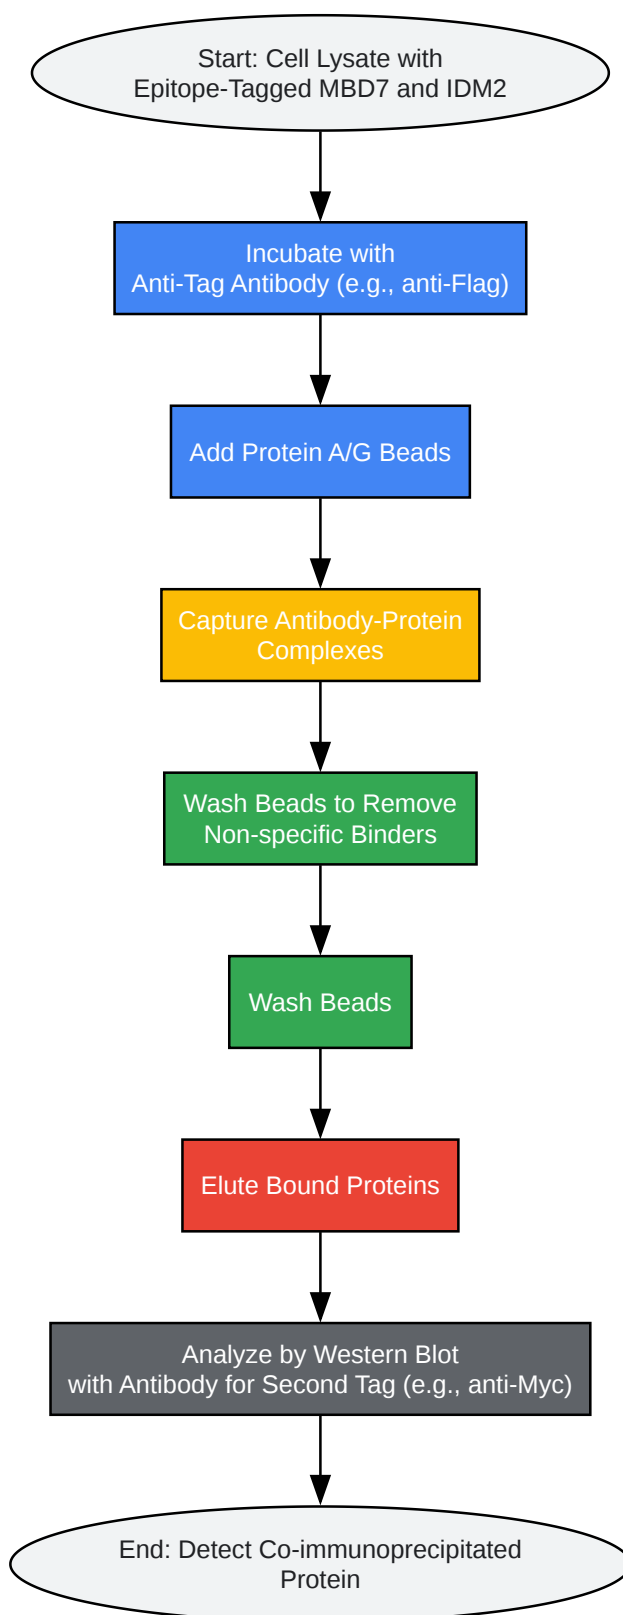 Start: Cell Lysate with
Epitope-Tagged MBD7 and IDM2
Incubate with
Anti-Tag Antibody (e.g., anti-Flag)
Add Protein A/G Beads
Capture Antibody-Protein
Complexes
Wash Beads to Remove
Non-specific Binders
Wash Beads
Elute Bound Proteins
Analyze by Western Blot
with Antibody for Second Tag (e.g., anti-Myc)
End: Detect Co-immunoprecipitated
Protein